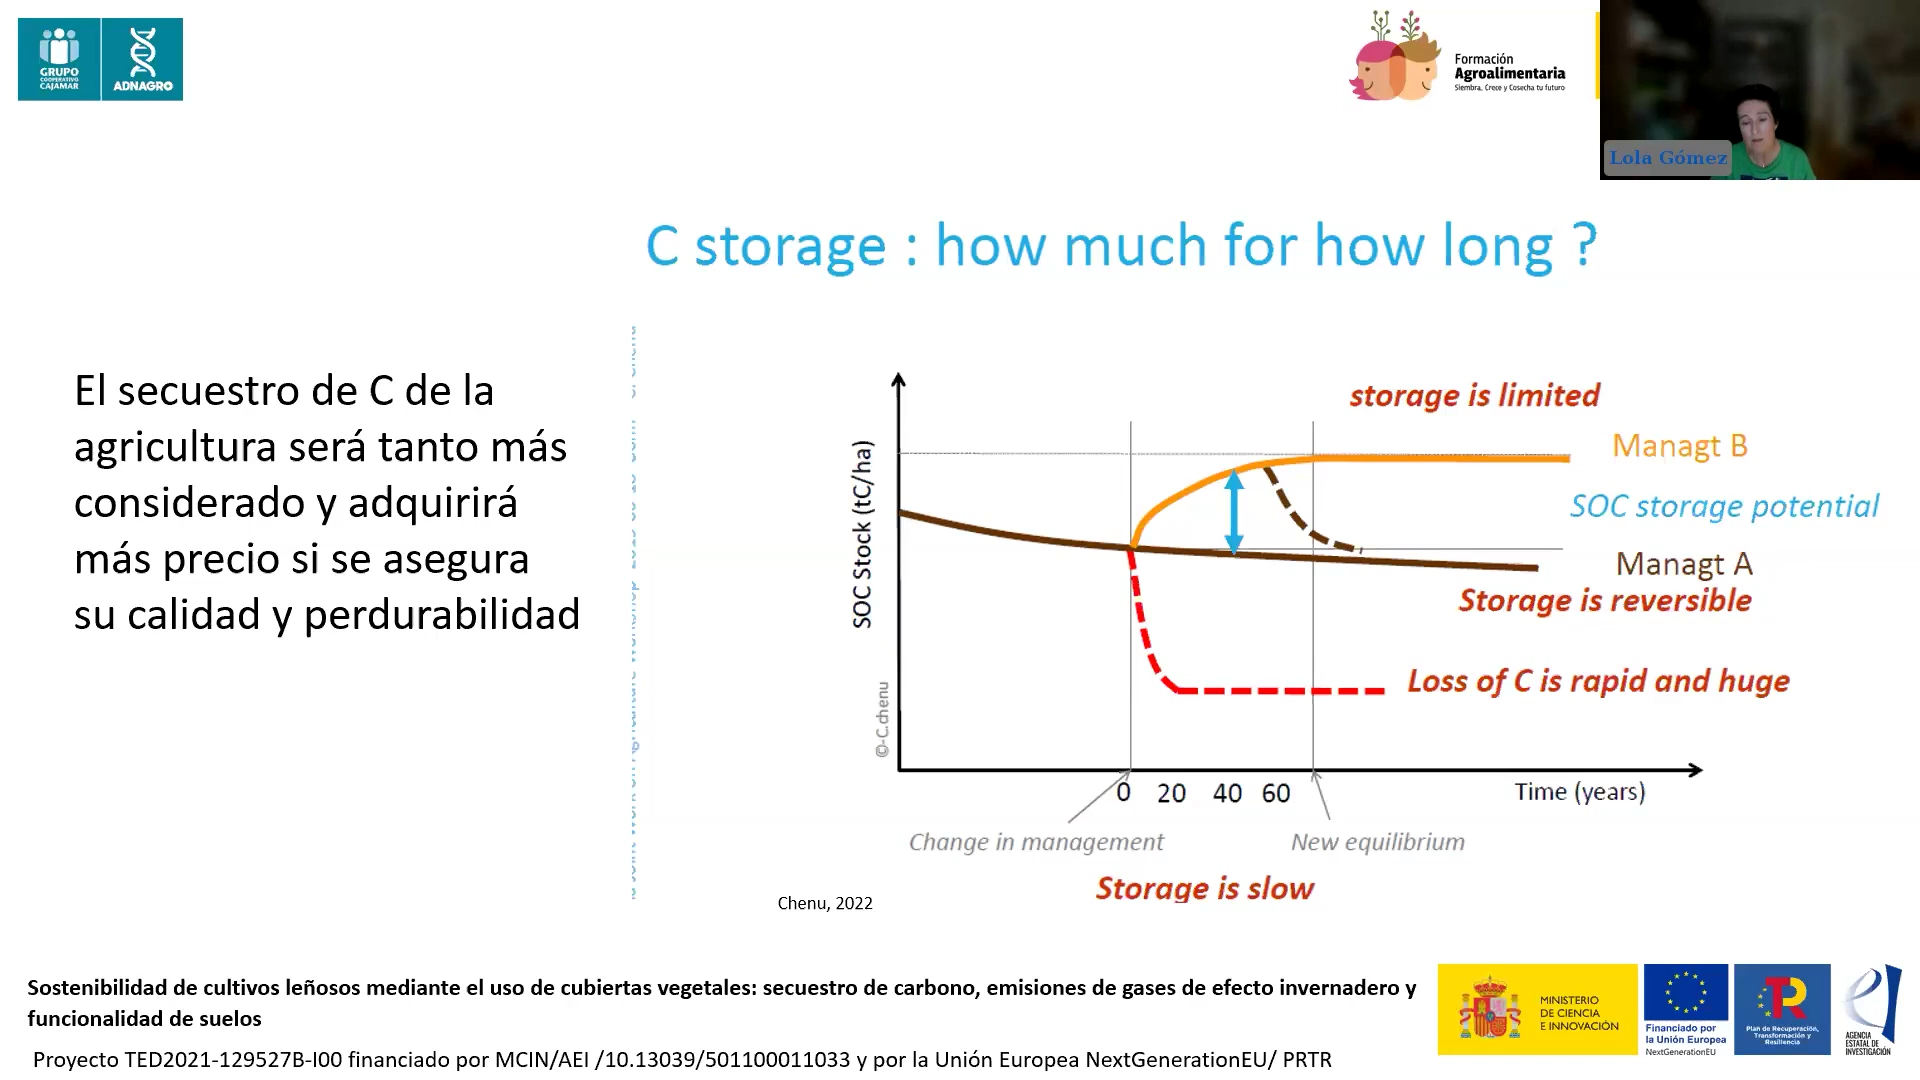 GRUPO
COOPERATIVO
CAJAMAR
ADNAGRO
Formación
Agroalimentaria
Siembra, Crece y Cosecha tu futuro
Lola Gómez
C storage : how much for how long ?
El secuestro de C de la
agricultura será tanto más
considerado y adquirirá
más precio si se asegura
su calidad y perdurabilidad
SOC Stock (tC/ha)
©-C.chenu
storage is limited
Managt B
SOC storage potential
Managt A
Storage is reversible
Loss of C is rapid and huge
0 20 40 60
Time (years)
Change in management
New equilibrium
Storage is slow
Chenu, 2022
Sostenibilidad de cultivos leñosos mediante el uso de cubiertas vegetales: secuestro de carbono, emisiones de gases de efecto invernadero y
funcionalidad de suelos
Proyecto TED2021-129527B-I00 financiado por MCIN/AEI /10.13039/501100011033 y por la Unión Europea NextGenerationEU/ PRTR
MINISTERIO
DE CIENCIA
E INNOVACIÓN
Financiado por
la Unión Europea
NextGenerationEU
Plan de Recuperación,
Transformación y
Resiliencia
AGENCIA
ESTATAL DE
INVESTIGACIÓN